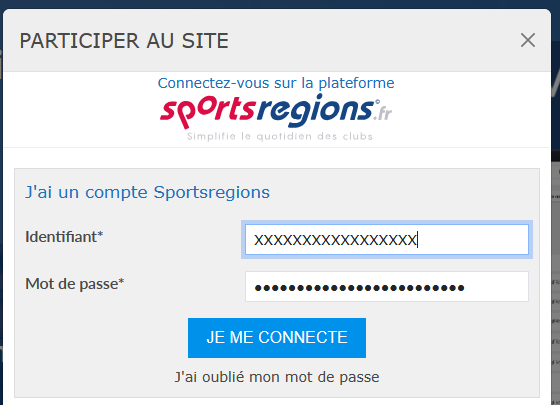 PARTICIPER AU SITE
Connectez-vous sur la plateforme
sportsregions.fr
Simplifie le quotidien des clubs
J'ai un compte Sportsregions
Identifiant*
XXXXXXXXXXXXXXXXX
Mot de passe*
•••••••••••••••••••••••••
JE ME CONNECTE
J'ai oublié mon mot de passe